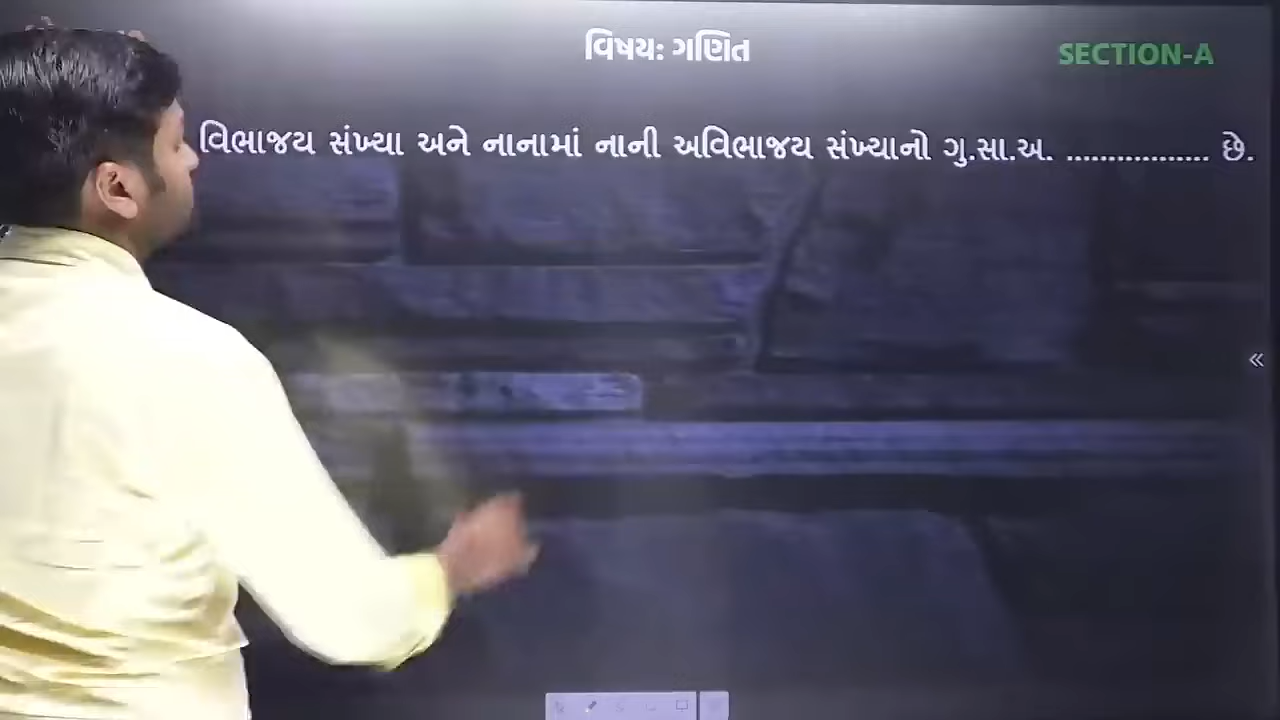 વિષય: ગણિત
SECTION-A
વિભાજય સંખ્યા અને નાનામાં નાની અવિભાજય સંખ્યાનો ગુ.સા.અ. ................. છે.